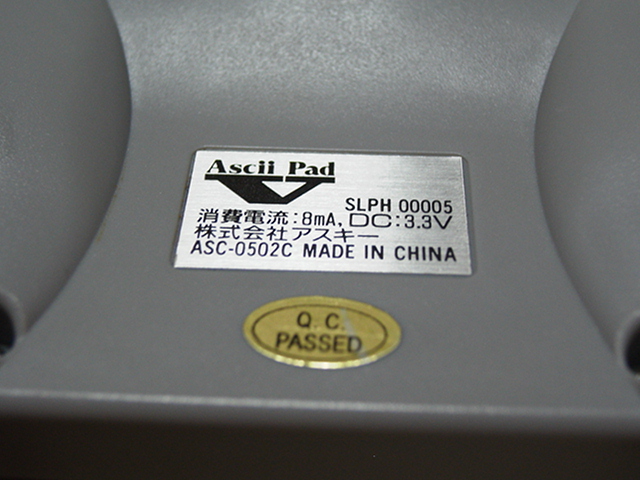 Ascii Pad
SLPH 00005
消費電流:8mA, DC:3.3V
株式会社アスキー
ASC-0502C MADE IN CHINA
Q.C.
PASSED